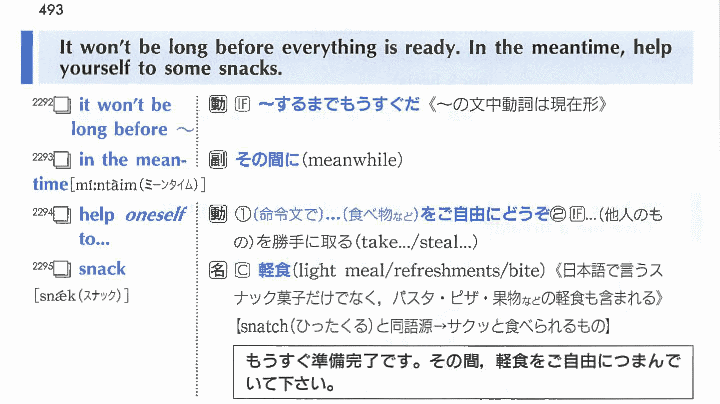 493
It won't be long before everything is ready. In the meantime, help
yourself to some snacks.
2292 it won't be 動 IF ～するまでもうすぐだ《～の文中動詞は現在形》
long before ～
2293 in the mean- 副 その間に(meanwhile)
time[míːntàim(ミーンタイム)]
2294 help oneself 動 ①(命令文で)…(食べ物など)をご自由にどうぞ② IF …(他人のも
to... の)を勝手に取る(take.../steal...)
2295 snack 名 C 軽食(light meal/refreshments/bite)《日本語で言うス
[snǽk(スナック)] ナック菓子だけでなく，パスタ・ピザ・果物などの軽食も含まれる》
【snatch(ひったくる)と同語源→サクッと食べられるもの】
もうすぐ準備完了です。その間，軽食をご自由につまんで
いて下さい。